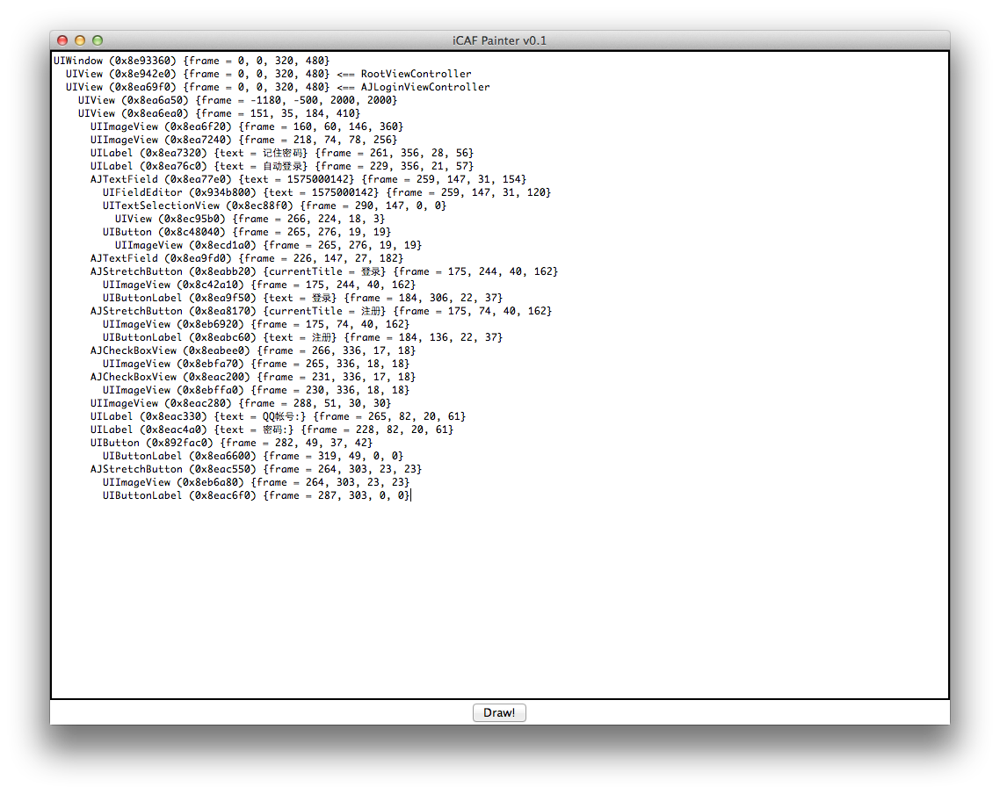 iCAF Painter v0.1
UIWindow (0x8e93360) {frame = 0, 0, 320, 480}
UIView (0x8e942e0) {frame = 0, 0, 320, 480} <== RootViewController
UIView (0x8ea69f0) {frame = 0, 0, 320, 480} <== AJLoginViewController
UIView (0x8ea6a50) {frame = -1180, -500, 2000, 2000}
UIView (0x8ea6ea0) {frame = 151, 35, 184, 410}
UIImageView (0x8ea6f20) {frame = 160, 60, 146, 360}
UIImageView (0x8ea7240) {frame = 218, 74, 78, 256}
UILabel (0x8ea7320) {text = 记住密码} {frame = 261, 356, 28, 56}
UILabel (0x8ea76c0) {text = 自动登录} {frame = 229, 356, 21, 57}
AJTextField (0x8ea77e0) {text = 1575000142} {frame = 259, 147, 31, 154}
UIFieldEditor (0x934b800) {text = 1575000142} {frame = 259, 147, 31, 120}
UITextSelectionView (0x8ec88f0) {frame = 290, 147, 0, 0}
UIView (0x8ec95b0) {frame = 266, 224, 18, 3}
UIButton (0x8c48040) {frame = 265, 276, 19, 19}
UIImageView (0x8ecd1a0) {frame = 265, 276, 19, 19}
AJTextField (0x8ea9fd0) {frame = 226, 147, 27, 182}
AJStretchButton (0x8eabb20) {currentTitle = 登录} {frame = 175, 244, 40, 162}
UIImageView (0x8c42a10) {frame = 175, 244, 40, 162}
UIButtonLabel (0x8ea9f50) {text = 登录} {frame = 184, 306, 22, 37}
AJStretchButton (0x8ea8170) {currentTitle = 注册} {frame = 175, 74, 40, 162}
UIImageView (0x8eb6920) {frame = 175, 74, 40, 162}
UIButtonLabel (0x8eabc60) {text = 注册} {frame = 184, 136, 22, 37}
AJCheckBoxView (0x8eabee0) {frame = 266, 336, 17, 18}
UIImageView (0x8ebfa70) {frame = 265, 336, 18, 18}
AJCheckBoxView (0x8eac200) {frame = 231, 336, 17, 18}
UIImageView (0x8ebffa0) {frame = 230, 336, 18, 18}
UIImageView (0x8eac280) {frame = 288, 51, 30, 30}
UILabel (0x8eac330) {text = QQ帐号:} {frame = 265, 82, 20, 61}
UILabel (0x8eac4a0) {text = 密码:} {frame = 228, 82, 20, 61}
UIButton (0x892fac0) {frame = 282, 49, 37, 42}
UIButtonLabel (0x8ea6600) {frame = 319, 49, 0, 0}
AJStretchButton (0x8eac550) {frame = 264, 303, 23, 23}
UIImageView (0x8eb6a80) {frame = 264, 303, 23, 23}
UIButtonLabel (0x8eac6f0) {frame = 287, 303, 0, 0}
Draw!